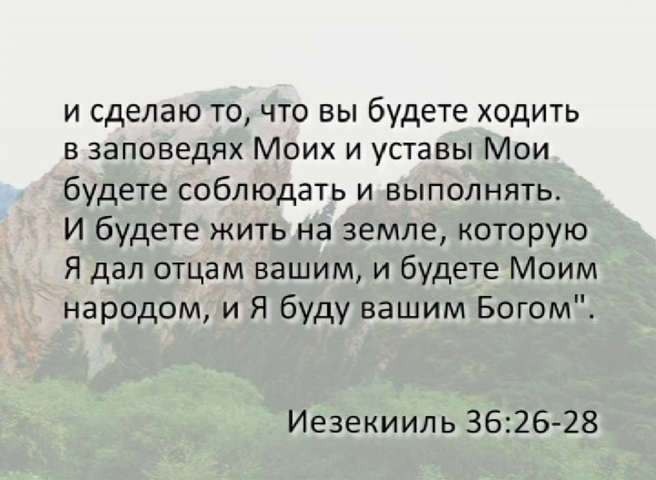 и сделаю то, что вы будете ходить
в заповедях Моих и уставы Мои
будете соблюдать и выполнять.
И будете жить на земле, которую
Я дал отцам вашим, и будете Моим
народом, и Я буду вашим Богом".
Иезекииль 36:26-28